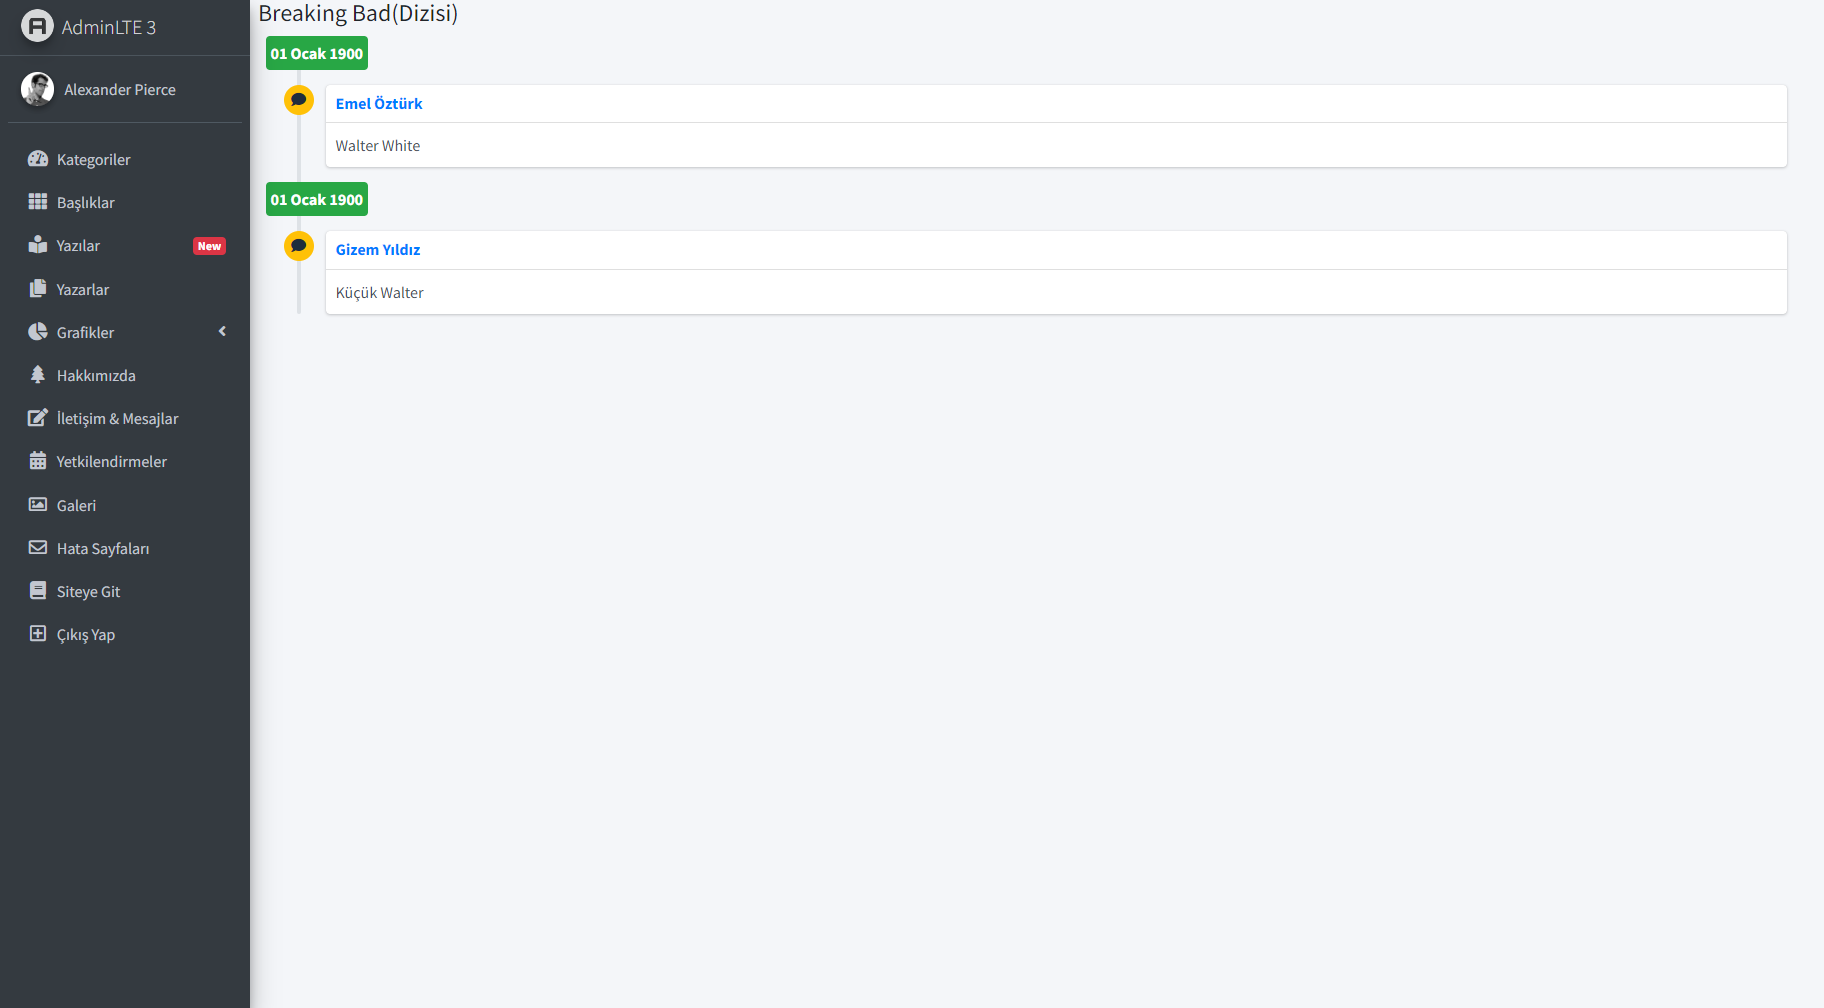 AdminLTE 3
Alexander Pierce
Kategoriler
Başlıklar
Yazılar New
Yazarlar
Grafikler
Hakkımızda
İletişim & Mesajlar
Yetkilendirmeler
Galeri
Hata Sayfaları
Siteye Git
Çıkış Yap
Breaking Bad(Dizisi)
01 Ocak 1900
Emel Öztürk
Walter White
01 Ocak 1900
Gizem Yıldız
Küçük Walter